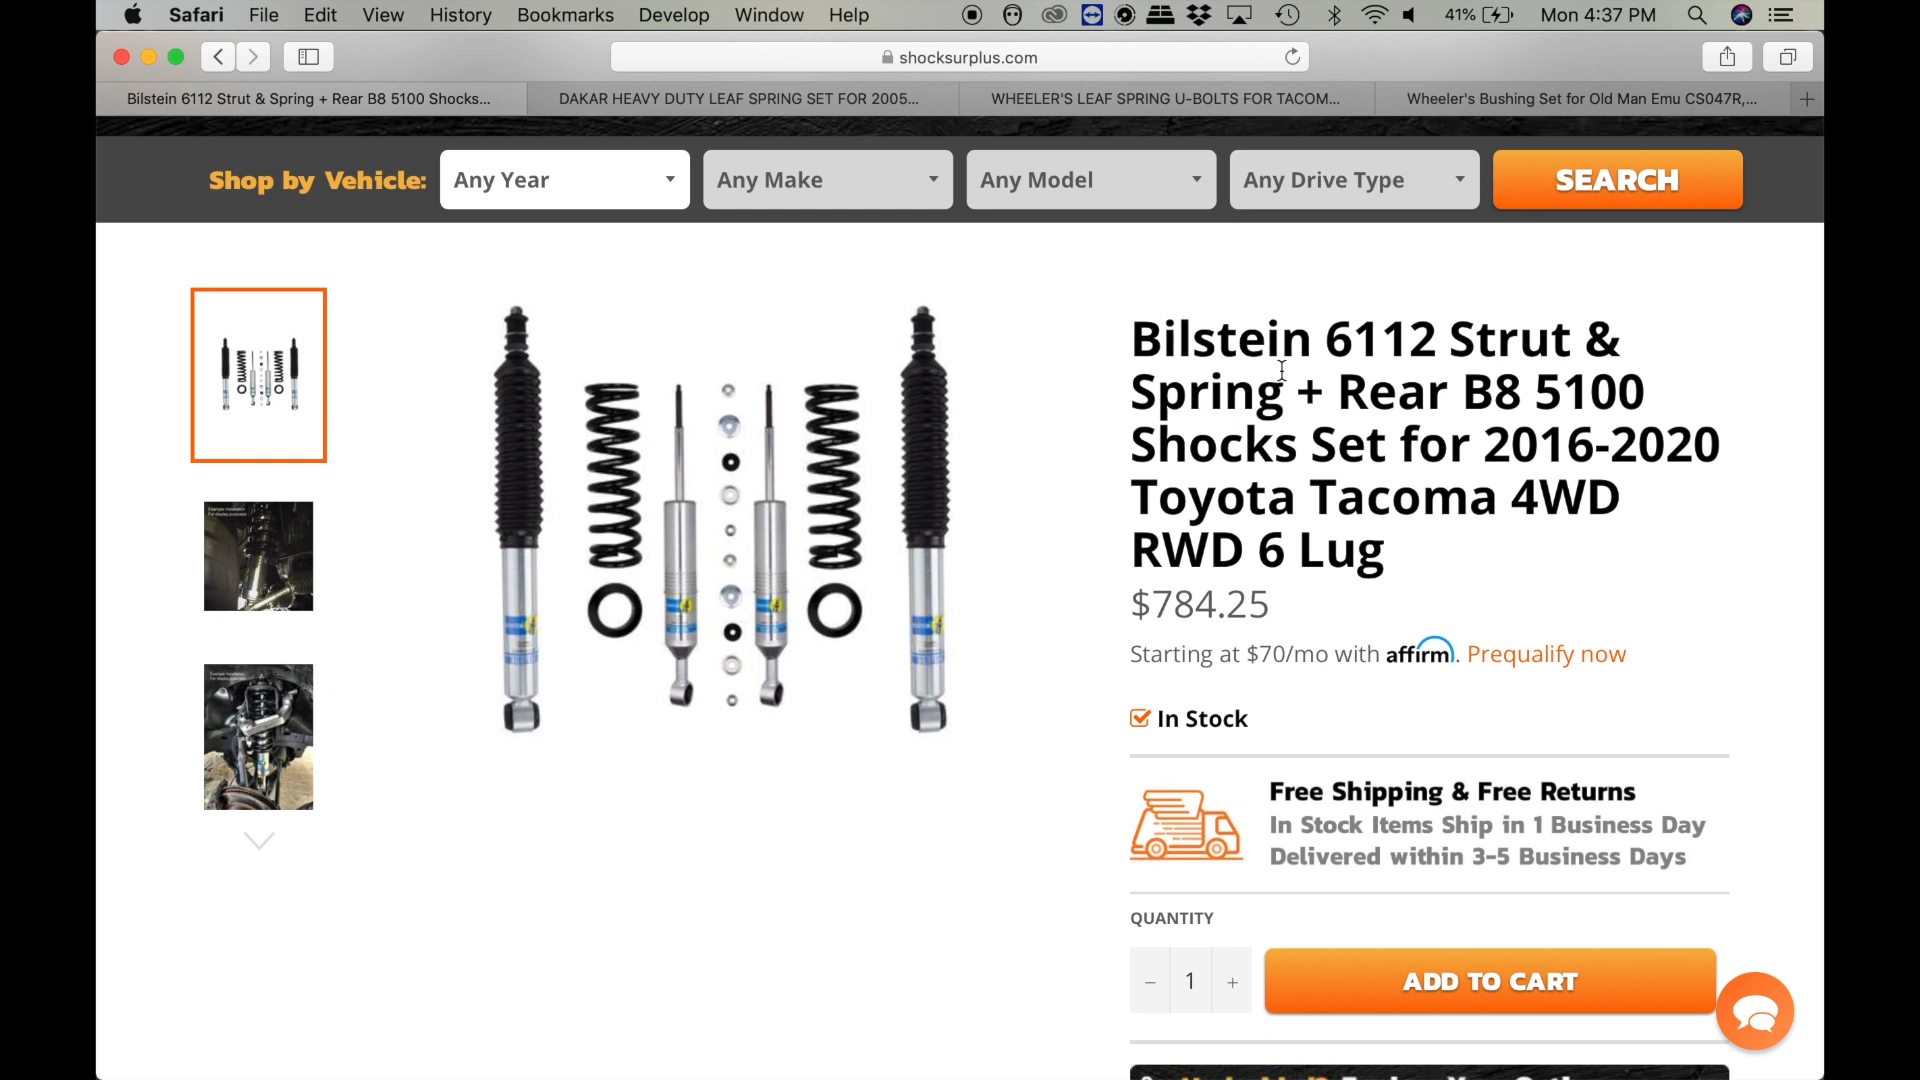 Safari File Edit View History Bookmarks Develop Window Help 41% Mon 4:37 PM
shocksurplus.com
Bilstein 6112 Strut & Spring + Rear B8 5100 Shocks... DAKAR HEAVY DUTY LEAF SPRING SET FOR 2005... WHEELER'S LEAF SPRING U-BOLTS FOR TACOM... Wheeler's Bushing Set for Old Man Emu CS047R,...
Shop by Vehicle: Any Year Any Make Any Model Any Drive Type SEARCH
Bilstein 6112 Strut &
Spring + Rear B8 5100
Shocks Set for 2016-2020
Toyota Tacoma 4WD
RWD 6 Lug
$784.25
Starting at $70/mo with affirm. Prequalify now
In Stock
Free Shipping & Free Returns
In Stock Items Ship in 1 Business Day
Delivered within 3-5 Business Days
QUANTITY
− 1 + ADD TO CART